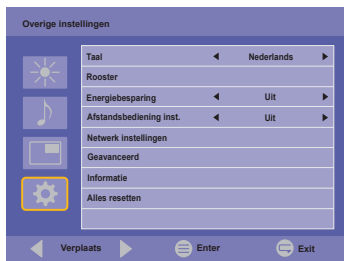 Overige instellingen
Taal Nederlands
Rooster
Energiebesparing Uit
Afstandsbediening inst. Uit
Netwerk instellingen
Geavanceerd
Informatie
Alles resetten
Verplaats Enter Exit